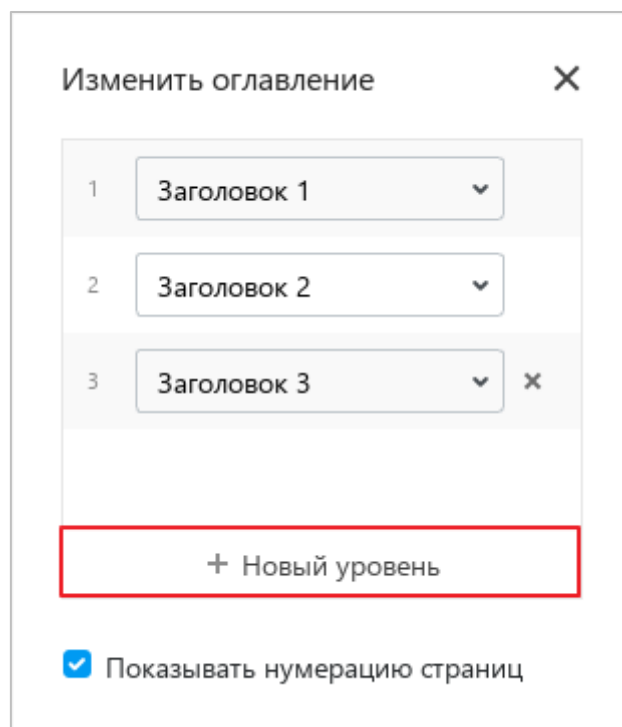 Изменить оглавление
1 Заголовок 1
2 Заголовок 2
3 Заголовок 3
+ Новый уровень
Показывать нумерацию страниц